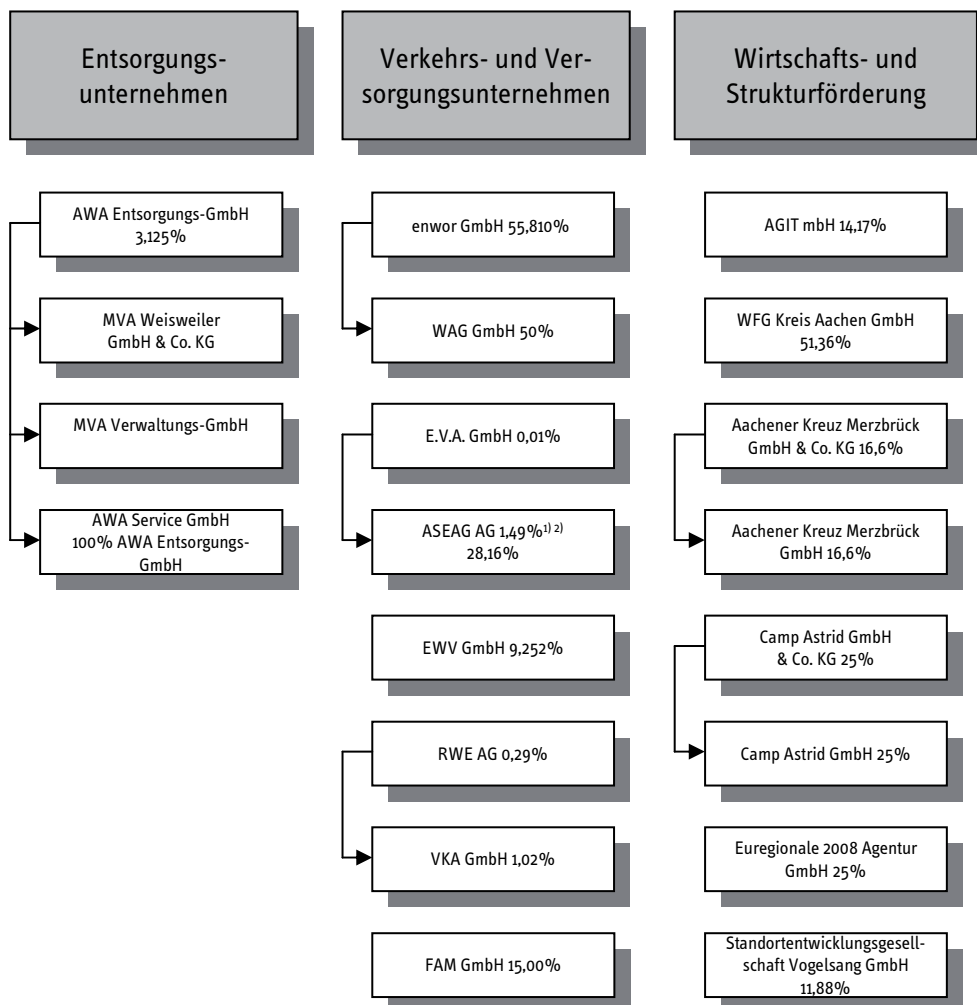 Entsorgungs-
unternehmen
AWA Entsorgungs-GmbH
3,125%
MVA Weisweiler
GmbH & Co. KG
MVA Verwaltungs-GmbH
AWA Service GmbH
100% AWA Entsorgungs-
GmbH
Verkehrs- und Ver-
sorgungsunternehmen
enwor GmbH 55,810%
WAG GmbH 50%
E.V.A. GmbH 0,01%
ASEAG AG 1,49%¹⁾ ²⁾
28,16%
EWV GmbH 9,252%
RWE AG 0,29%
VKA GmbH 1,02%
FAM GmbH 15,00%
Wirtschafts- und
Strukturförderung
AGIT mbH 14,17%
WFG Kreis Aachen GmbH
51,36%
Aachener Kreuz Merzbrück
GmbH & Co. KG 16,6%
Aachener Kreuz Merzbrück
GmbH 16,6%
Camp Astrid GmbH
& Co. KG 25%
Camp Astrid GmbH 25%
Euregionale 2008 Agentur
GmbH 25%
Standortentwicklungsgesell-
schaft Vogelsang GmbH
11,88%